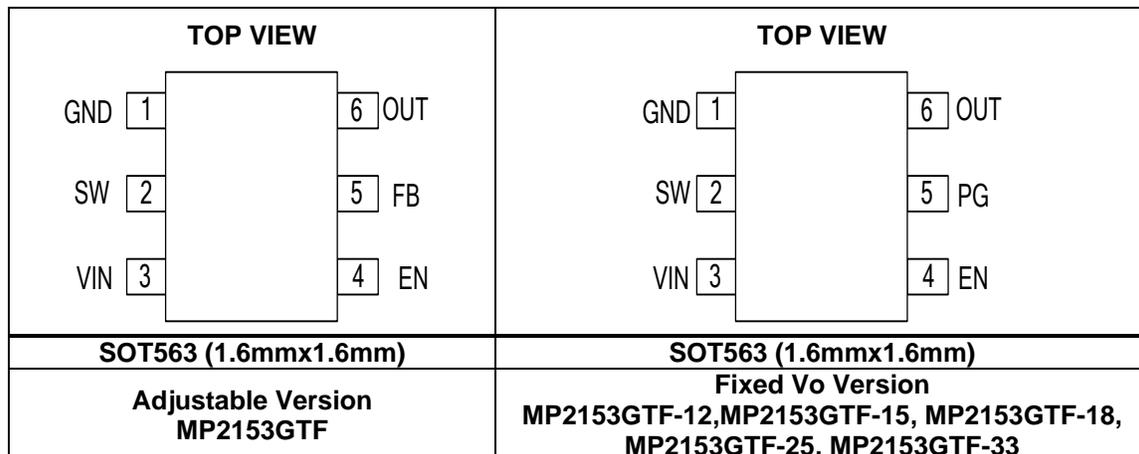 TOP VIEW
GND 1 6 OUT
SW 2 5 FB
VIN 3 4 EN
SOT563 (1.6mmx1.6mm)
Adjustable Version
MP2153GTF
TOP VIEW
GND 1 6 OUT
SW 2 5 PG
VIN 3 4 EN
SOT563 (1.6mmx1.6mm)
Fixed Vo Version
MP2153GTF-12,MP2153GTF-15, MP2153GTF-18,
MP2153GTF-25, MP2153GTF-33